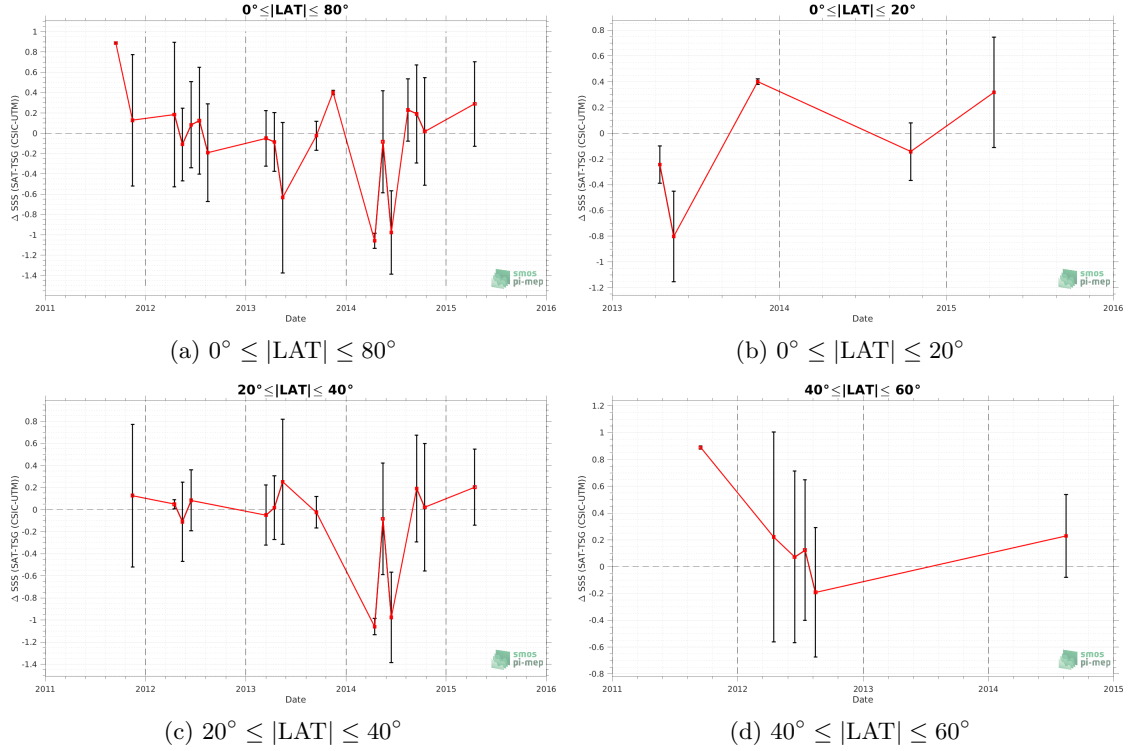 0°≤|LAT|≤ 80°
1
0.8
0.6
0.4
0.2
0
-0.2
-0.4
-0.6
-0.8
-1
-1.2
-1.4
Δ SSS (SAT-TSG (CSIC-UTM))
2011 2012 2013 2014 2015 2016
Date
smos
pi-mep
(a) 0° ≤ |LAT| ≤ 80°
0°≤|LAT|≤ 20°
0.8
0.6
0.4
0.2
0
-0.2
-0.4
-0.6
-0.8
-1
-1.2
Δ SSS (SAT-TSG (CSIC-UTM))
2013 2014 2015 2016
Date
smos
pi-mep
(b) 0° ≤ |LAT| ≤ 20°
20°≤|LAT|≤ 40°
0.8
0.6
0.4
0.2
0
-0.2
-0.4
-0.6
-0.8
-1
-1.2
-1.4
Δ SSS (SAT-TSG (CSIC-UTM))
2011 2012 2013 2014 2015 2016
Date
smos
pi-mep
(c) 20° ≤ |LAT| ≤ 40°
40°≤|LAT|≤ 60°
1.2
1
0.8
0.6
0.4
0.2
0
-0.2
-0.4
-0.6
-0.8
Δ SSS (SAT-TSG (CSIC-UTM))
2011 2012 2013 2014 2015
Date
smos
pi-mep
(d) 40° ≤ |LAT| ≤ 60°